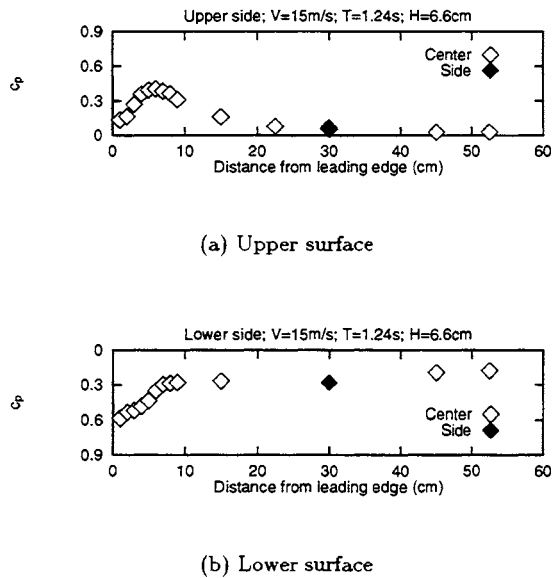 Upper side; V=15m/s; T=1.24s; H=6.6cm
0.9
0.6
0.3
0
cp
Center
Side
0 10 20 30 40 50 60
Distance from leading edge (cm)
(a) Upper surface
Lower side; V=15m/s; T=1.24s; H=6.6cm
0
0.3
0.6
0.9
cp
Center
Side
0 10 20 30 40 50 60
Distance from leading edge (cm)
(b) Lower surface